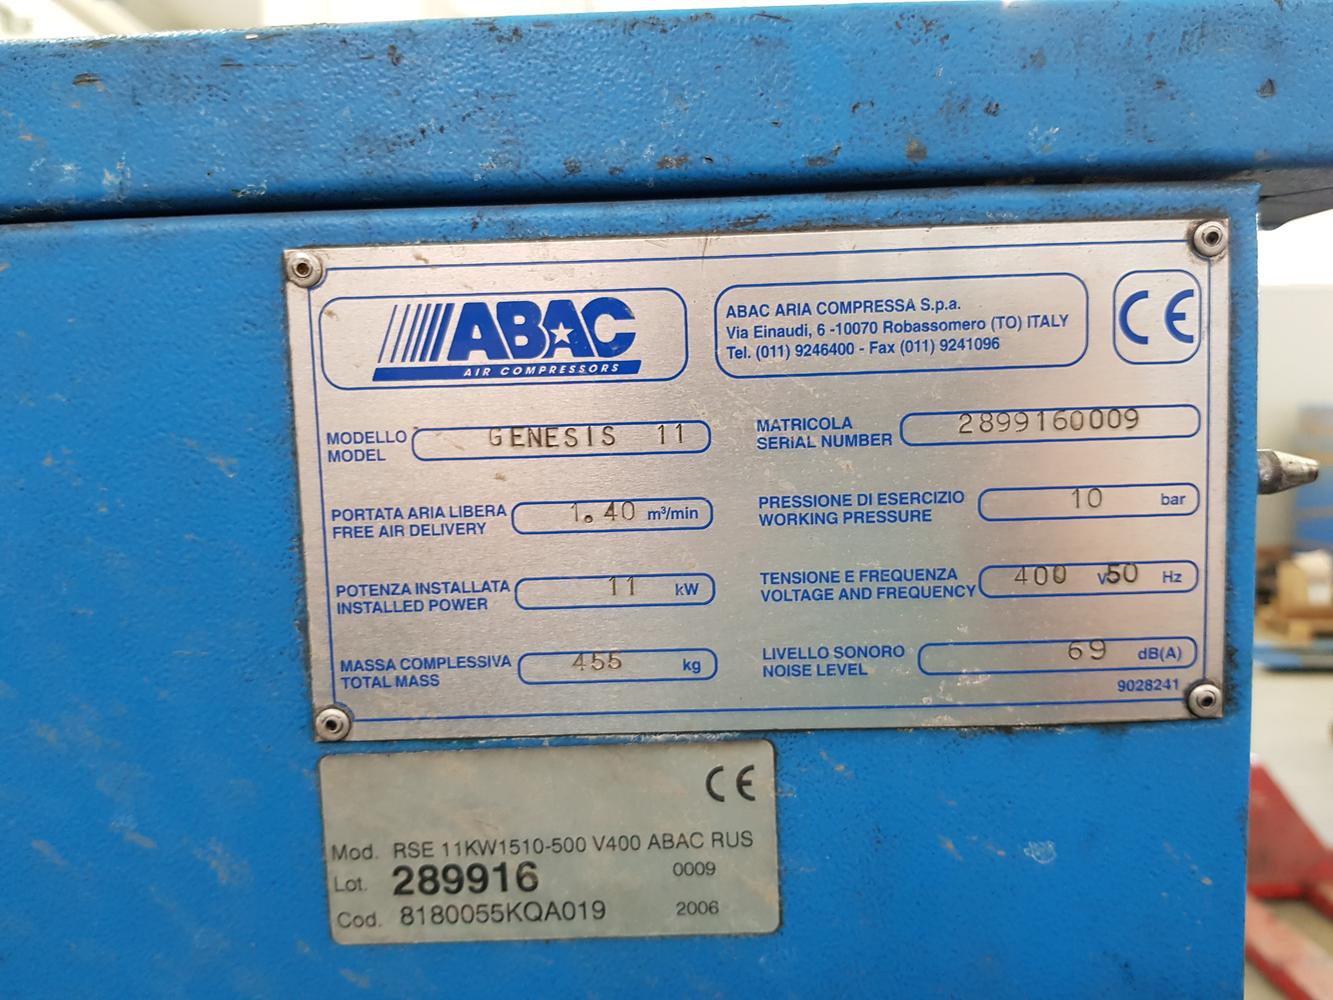 ABAC
AIR COMPRESSORS
ABAC ARIA COMPRESSA S.p.a.
Via Einaudi, 6 -10070 Robassomero (TO) ITALY
Tel. (011) 9246400 - Fax (011) 9241096
CE
MODELLO
MODEL
GENESIS 11
MATRICOLA
SERIAL NUMBER
2899160009
PORTATA ARIA LIBERA
FREE AIR DELIVERY
1.40 m³/min
PRESSIONE DI ESERCIZIO
WORKING PRESSURE
10 bar
POTENZA INSTALLATA
INSTALLED POWER
11 kW
TENSIONE E FREQUENZA
VOLTAGE AND FREQUENCY
400 V 50 Hz
MASSA COMPLESSIVA
TOTAL MASS
455 kg
LIVELLO SONORO
NOISE LEVEL
69 dB(A)
9028241
CE
Mod. RSE 11KW1510-500 V400 ABAC RUS
Lot. 289916 0009
Cod. 8180055KQA019 2006